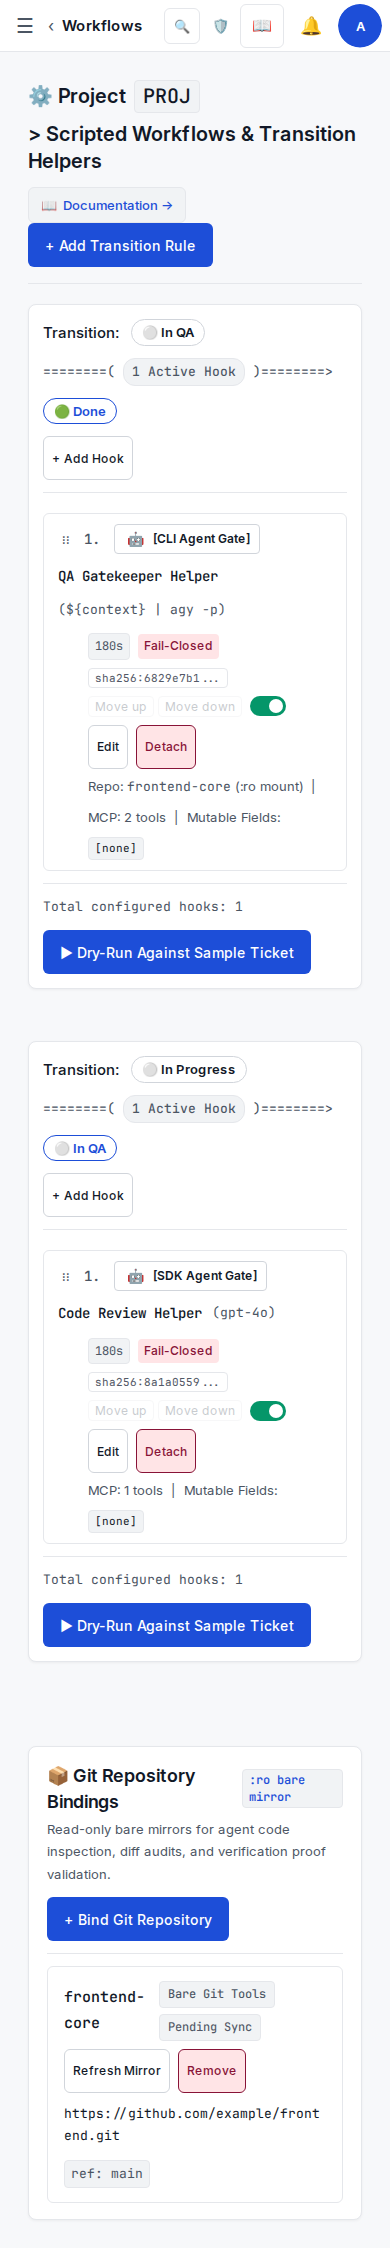 Workflows
A
Project PROJ
> Scripted Workflows & Transition
Helpers
Documentation →
+ Add Transition Rule
Transition: In QA
========( 1 Active Hook )========>
Done
+ Add Hook
1. [CLI Agent Gate]
QA Gatekeeper Helper
(${context} | agy -p)
180s Fail-Closed
sha256:6829e7b1...
Move up Move down
Edit Detach
Repo: frontend-core (:ro mount) |
MCP: 2 tools | Mutable Fields:
[none]
Total configured hooks: 1
▶ Dry-Run Against Sample Ticket
Transition: In Progress
========( 1 Active Hook )========>
In QA
+ Add Hook
1. [SDK Agent Gate]
Code Review Helper (gpt-4o)
180s Fail-Closed
sha256:8a1a0559...
Move up Move down
Edit Detach
MCP: 1 tools | Mutable Fields:
[none]
Total configured hooks: 1
▶ Dry-Run Against Sample Ticket
Git Repository
Bindings
:ro bare
mirror
Read-only bare mirrors for agent code
inspection, diff audits, and verification proof
validation.
+ Bind Git Repository
frontend-
core
Bare Git Tools
Pending Sync
Refresh Mirror Remove
https://github.com/example/front
end.git
ref: main